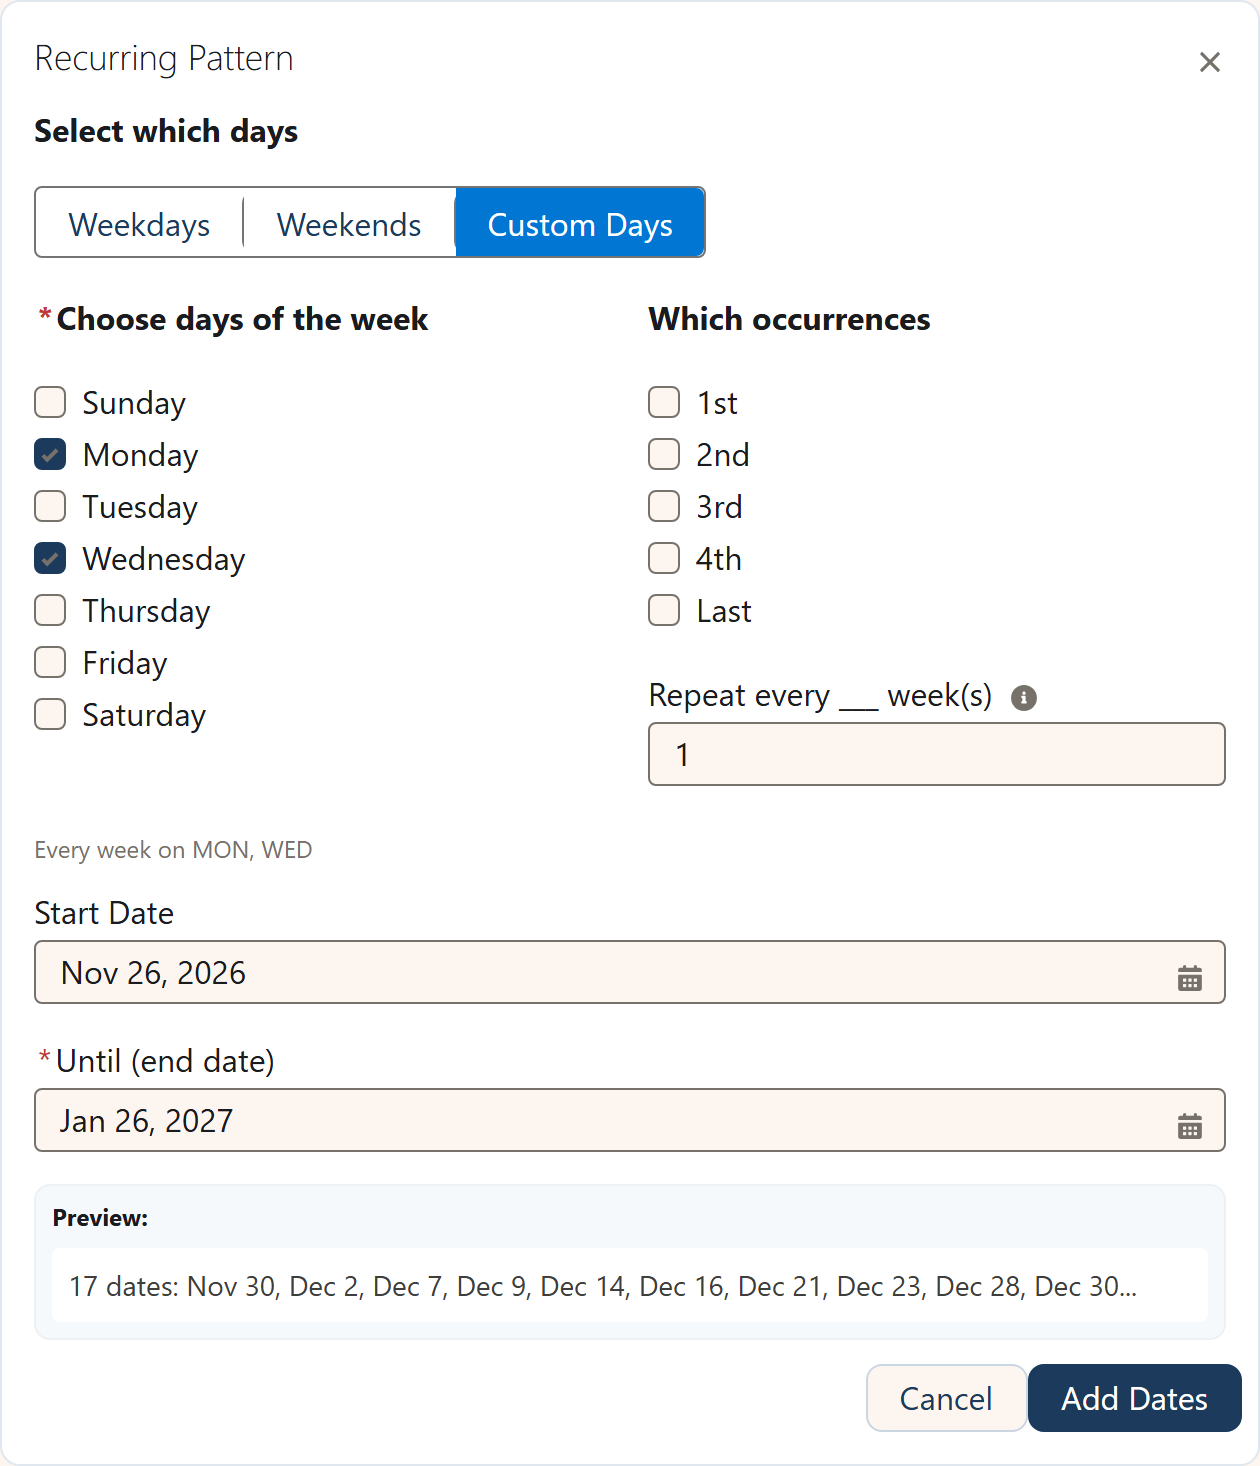 Recurring Pattern
Select which days
Weekdays Weekends Custom Days
*Choose days of the week
Sunday
Monday
Tuesday
Wednesday
Thursday
Friday
Saturday
Which occurrences
1st
2nd
3rd
4th
Last
Repeat every ___ week(s)
1
Every week on MON, WED
Start Date
Nov 26, 2026
*Until (end date)
Jan 26, 2027
Preview:
17 dates: Nov 30, Dec 2, Dec 7, Dec 9, Dec 14, Dec 16, Dec 21, Dec 23, Dec 28, Dec 30...
Cancel Add Dates